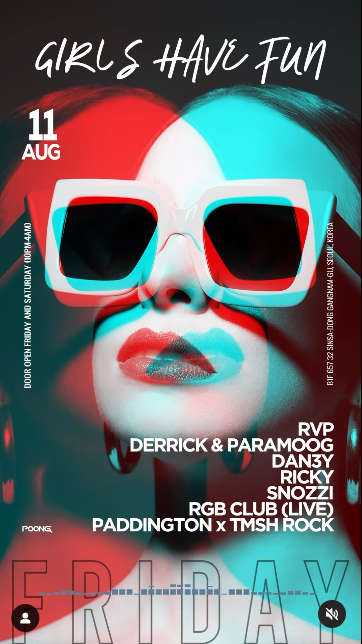 GIRLS HAVE FUN
11
AUG
DOOR OPEN FRIDAY AND SATURDAY (10PM-4AM)
B1F 657 32 SINSA-DONG GANGNAM-GU, SEOUL, KOREA
RVP
DERRICK & PARAMOOG
DAN3Y
RICKY
SNOZZI
RGB CLUB (LIVE)
PADDINGTON x TMSH ROCK
POONG,
FRIDAY